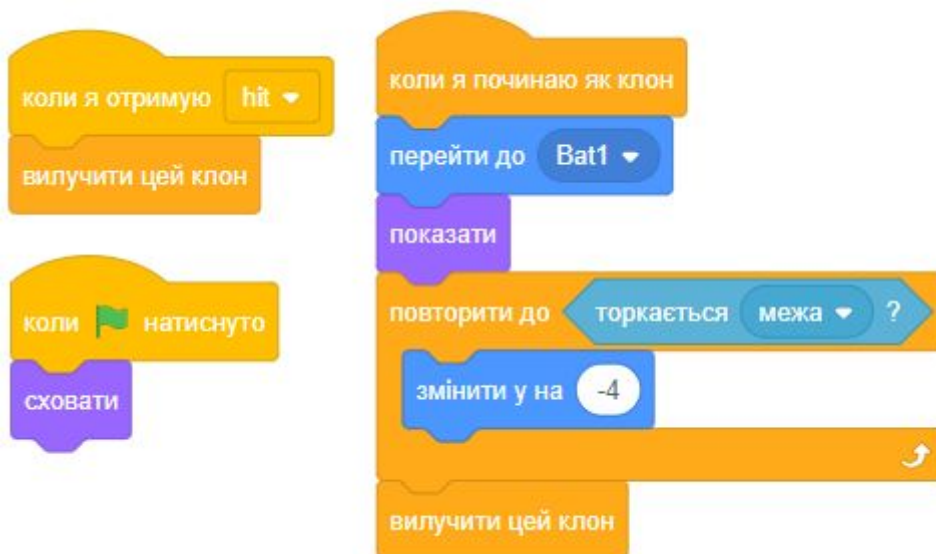 коли я отримую hit
вилучити цей клон
коли натиснуто
сховати
коли я починаю як клон
перейти до Bat1
показати
повторити до торкається межа ?
змінити y на -4
вилучити цей клон